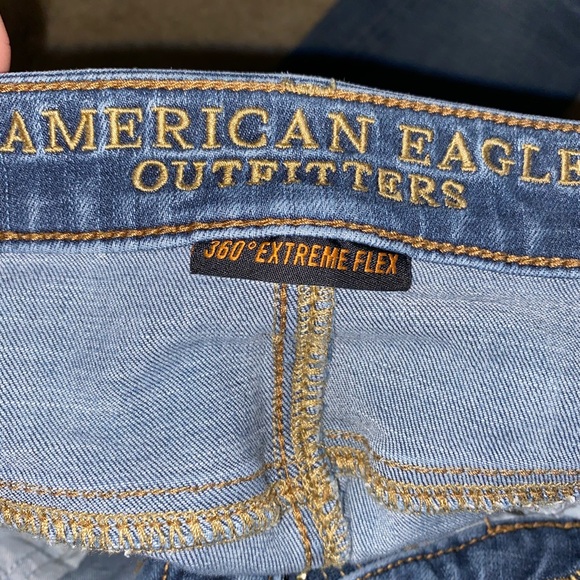 AMERICAN EAGLE
OUTFITTERS
360° EXTREME FLEX